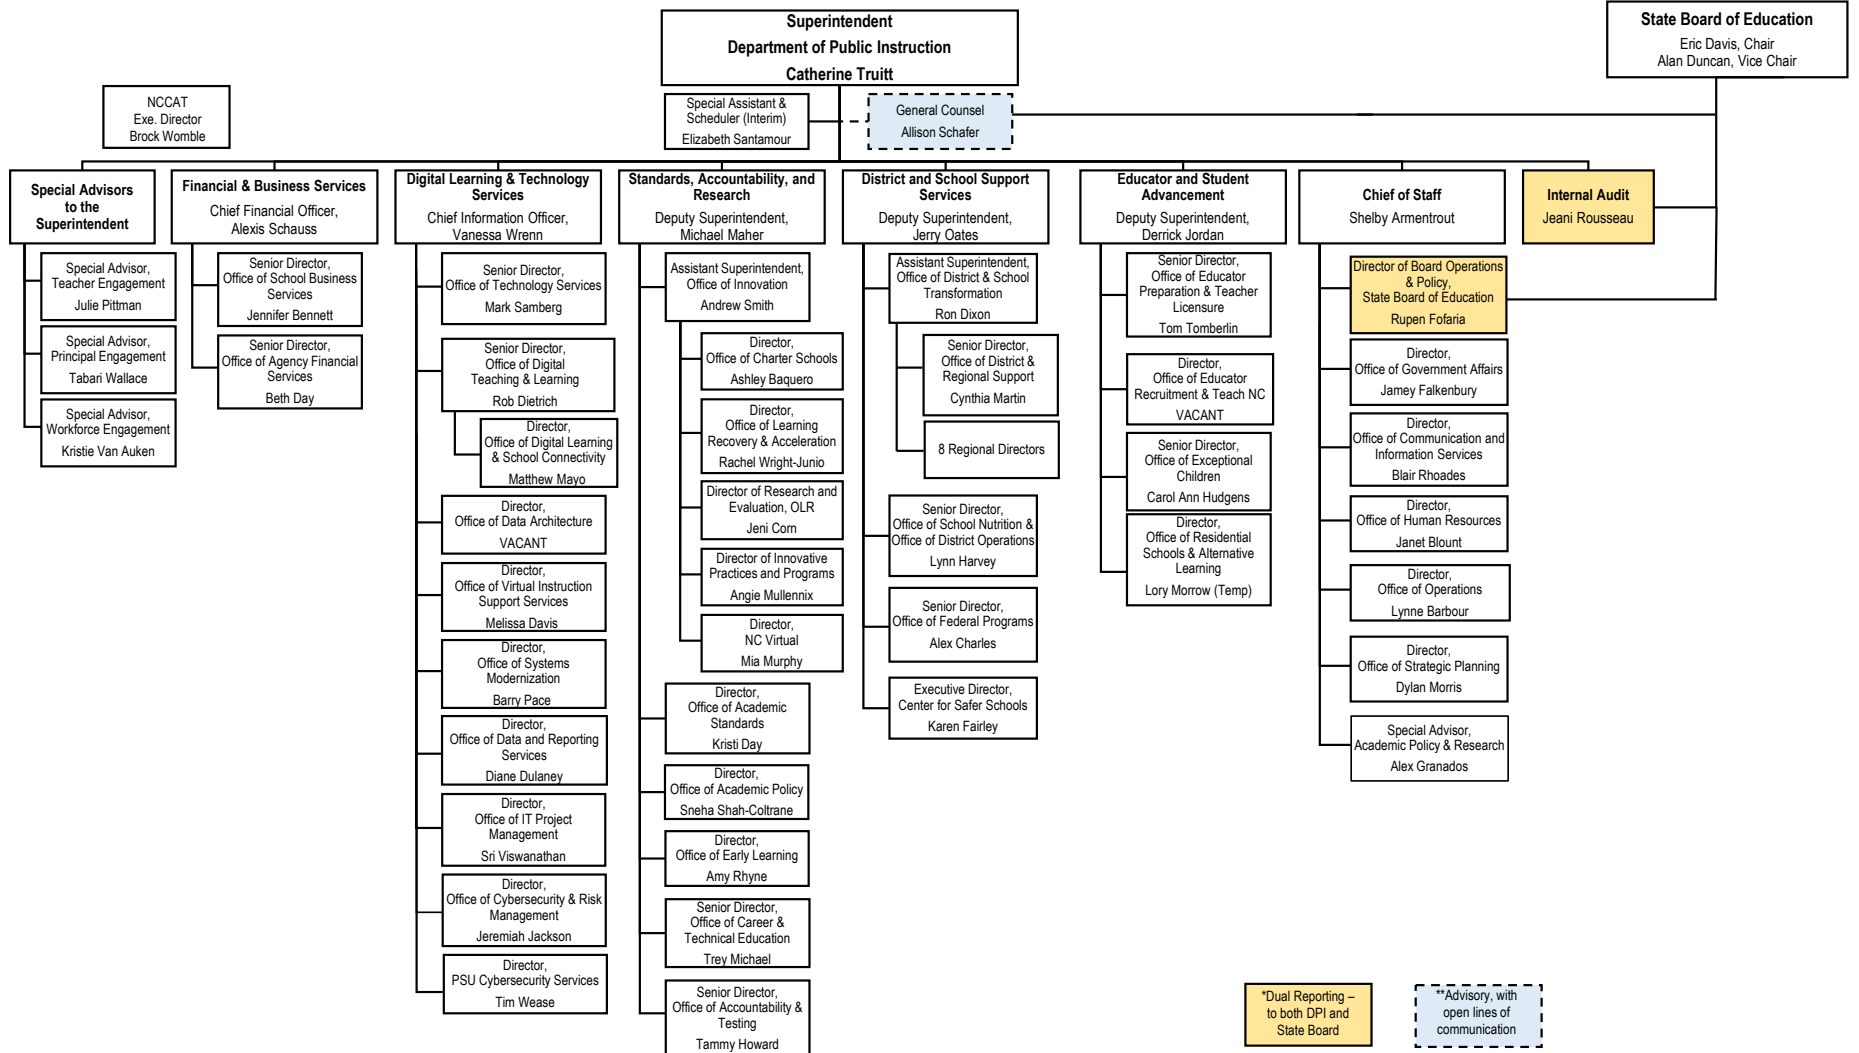 Superintendent
Department of Public Instruction
Catherine Truitt
State Board of Education
Eric Davis, Chair
Alan Duncan, Vice Chair
NCCAT
Exe. Director
Brock Womble
Special Assistant &
Scheduler (Interim)
Elizabeth Santamour
General Counsel
Allison Schafer
Special Advisors
to the
Superintendent
Special Advisor,
Teacher Engagement
Julie Pittman
Special Advisor,
Principal Engagement
Tabari Wallace
Special Advisor,
Workforce Engagement
Kristie Van Auken
Financial & Business Services
Chief Financial Officer,
Alexis Schauss
Senior Director,
Office of School Business
Services
Jennifer Bennett
Senior Director,
Office of Agency Financial
Services
Beth Day
Digital Learning & Technology
Services
Chief Information Officer,
Vanessa Wrenn
Senior Director,
Office of Technology Services
Mark Samberg
Senior Director,
Office of Digital
Teaching & Learning
Rob Dietrich
Director,
Office of Digital Learning
& School Connectivity
Matthew Mayo
Director,
Office of Data Architecture
VACANT
Director,
Office of Virtual Instruction
Support Services
Melissa Davis
Director,
Office of Systems
Modernization
Barry Pace
Director,
Office of Data and Reporting
Services
Diane Dulaney
Director,
Office of IT Project
Management
Sri Viswanathan
Director,
Office of Cybersecurity & Risk
Management
Jeremiah Jackson
Director,
PSU Cybersecurity Services
Tim Wease
Standards, Accountability, and
Research
Deputy Superintendent,
Michael Maher
Assistant Superintendent,
Office of Innovation
Andrew Smith
Director,
Office of Charter Schools
Ashley Baquero
Director,
Office of Learning
Recovery & Acceleration
Rachel Wright-Junio
Director of Research and
Evaluation, OLR
Jeni Corn
Director of Innovative
Practices and Programs
Angie Mullennix
Director,
NC Virtual
Mia Murphy
Director,
Office of Academic
Standards
Kristi Day
Director,
Office of Academic Policy
Sneha Shah-Coltrane
Director,
Office of Early Learning
Amy Rhyne
Senior Director,
Office of Career &
Technical Education
Trey Michael
Senior Director,
Office of Accountability &
Testing
Tammy Howard
District and School Support
Services
Deputy Superintendent,
Jerry Oates
Assistant Superintendent,
Office of District & School
Transformation
Ron Dixon
Senior Director,
Office of District &
Regional Support
Cynthia Martin
8 Regional Directors
Senior Director,
Office of School Nutrition &
Office of District Operations
Lynn Harvey
Senior Director,
Office of Federal Programs
Alex Charles
Executive Director,
Center for Safer Schools
Karen Fairley
Educator and Student
Advancement
Deputy Superintendent,
Derrick Jordan
Senior Director,
Office of Educator
Preparation & Teacher
Licensure
Tom Tomberlin
Director,
Office of Educator
Recruitment & Teach NC
VACANT
Senior Director,
Office of Exceptional
Children
Carol Ann Hudgens
Director,
Office of Residential
Schools & Alternative
Learning
Lory Morrow (Temp)
Chief of Staff
Shelby Armentrout
Director of Board Operations
& Policy,
State Board of Education
Rupen Fofaria
Director,
Office of Government Affairs
Jamey Falkenbury
Director,
Office of Communication and
Information Services
Blair Rhoades
Director,
Office of Human Resources
Janet Blount
Director,
Office of Operations
Lynne Barbour
Director,
Office of Strategic Planning
Dylan Morris
Special Advisor,
Academic Policy & Research
Alex Granados
Internal Audit
Jeani Rousseau
*Dual Reporting –
to both DPI and
State Board
**Advisory, with
open lines of
communication